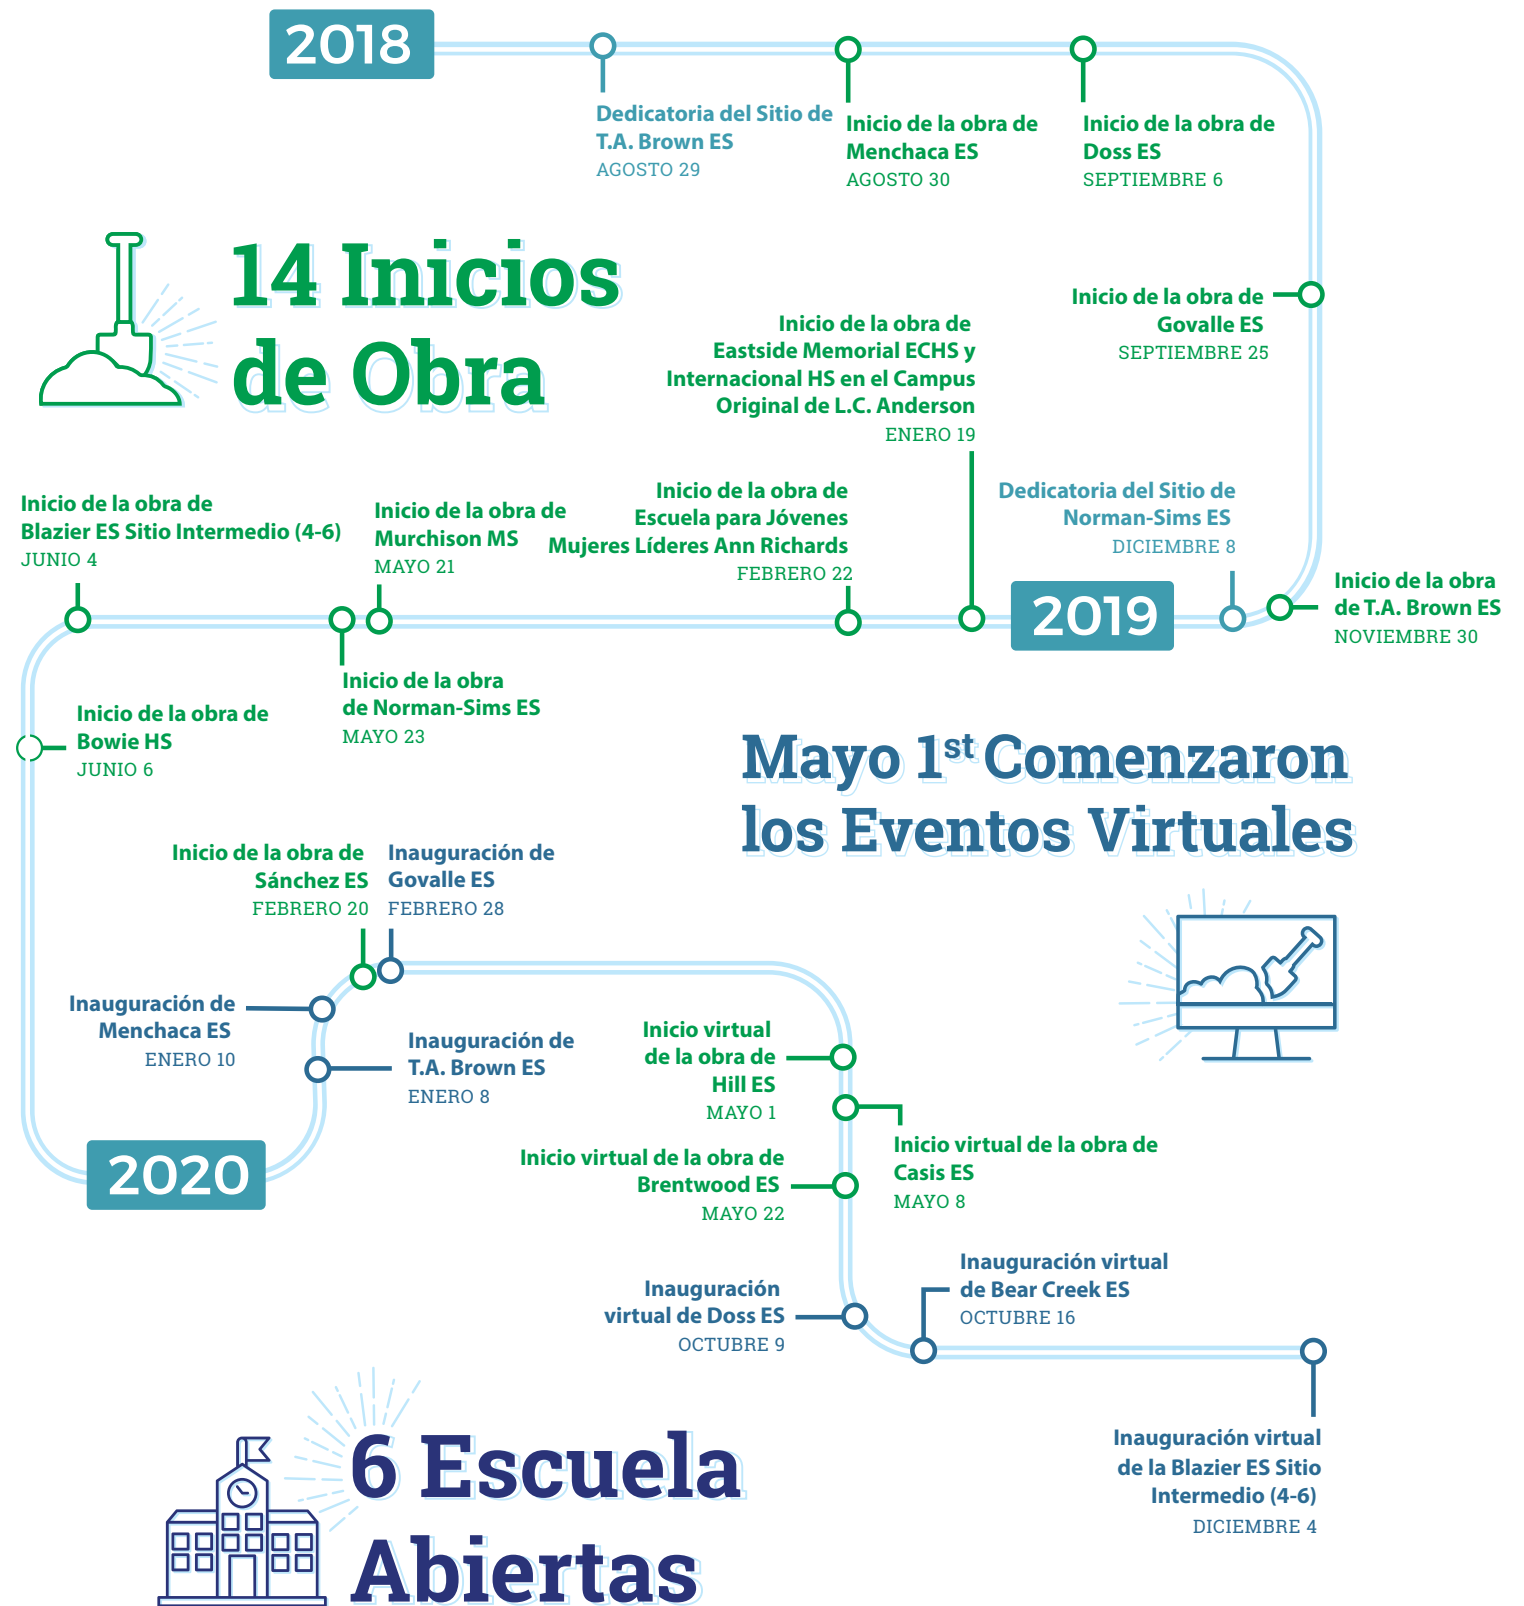 2018
Dedicatoria del Sitio de
T.A. Brown ES
AGOSTO 29
Inicio de la obra de
Menchaca ES
AGOSTO 30
Inicio de la obra de
Doss ES
SEPTIEMBRE 6
14 Inicios
de Obra
Inicio de la obra de
Govalle ES
SEPTIEMBRE 25
Inicio de la obra de
Eastside Memorial ECHS y
Internacional HS en el Campus
Original de L.C. Anderson
ENERO 19
Inicio de la obra de
Blazier ES Sitio Intermedio (4-6)
JUNIO 4
Inicio de la obra de
Murchison MS
MAYO 21
Inicio de la obra de
Escuela para Jóvenes
Mujeres Líderes Ann Richards
FEBRERO 22
Dedicatoria del Sitio de
Norman-Sims ES
DICIEMBRE 8
2019
Inicio de la obra
de T.A. Brown ES
NOVIEMBRE 30
Inicio de la obra
de Norman-Sims ES
MAYO 23
Inicio de la obra de
Bowie HS
JUNIO 6
Mayo 1st Comenzaron
los Eventos Virtuales
Inicio de la obra de
Sánchez ES
FEBRERO 20
Inauguración de
Govalle ES
FEBRERO 28
Inauguración de
Menchaca ES
ENERO 10
Inauguración de
T.A. Brown ES
ENERO 8
2020
Inicio virtual
de la obra de
Hill ES
MAYO 1
Inicio virtual de la obra de
Casis ES
MAYO 8
Inicio virtual de la obra de
Brentwood ES
MAYO 22
Inauguración
virtual de Doss ES
OCTUBRE 9
Inauguración virtual
de Bear Creek ES
OCTUBRE 16
Inauguración virtual
de la Blazier ES Sitio
Intermedio (4-6)
DICIEMBRE 4
6 Escuela
Abiertas